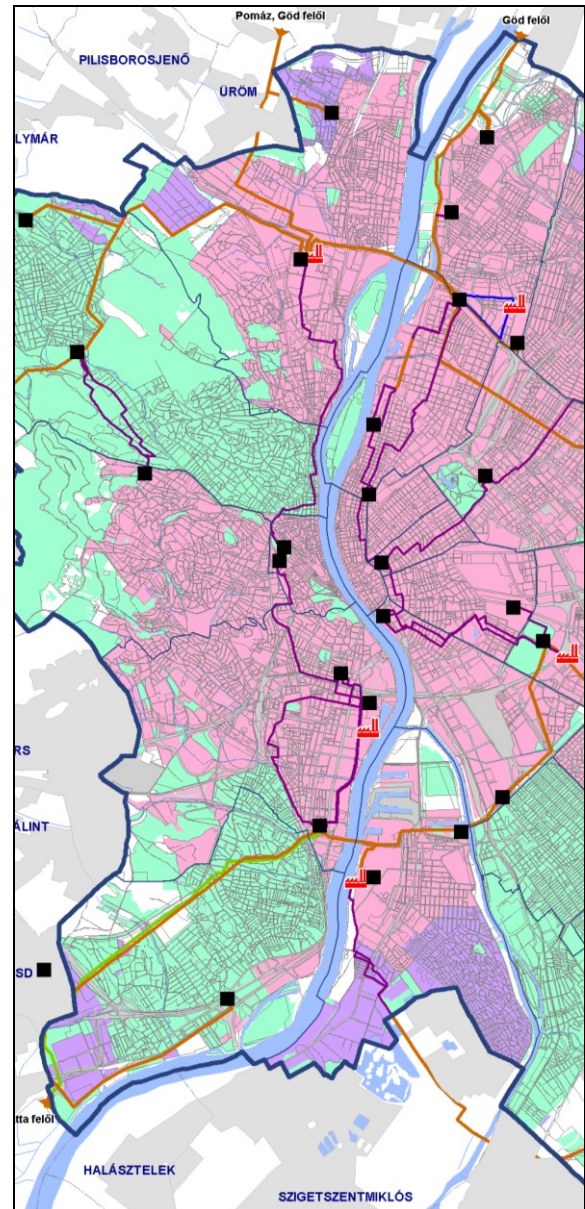 Pomáz, Göd felől
Göd felől
PILISBOROSJENŐ
ÜRÖM
LYMÁR
RS
ÁLINT
SD
tta felől
HALÁSZTELEK
SZIGETSZENTMIKLÓS